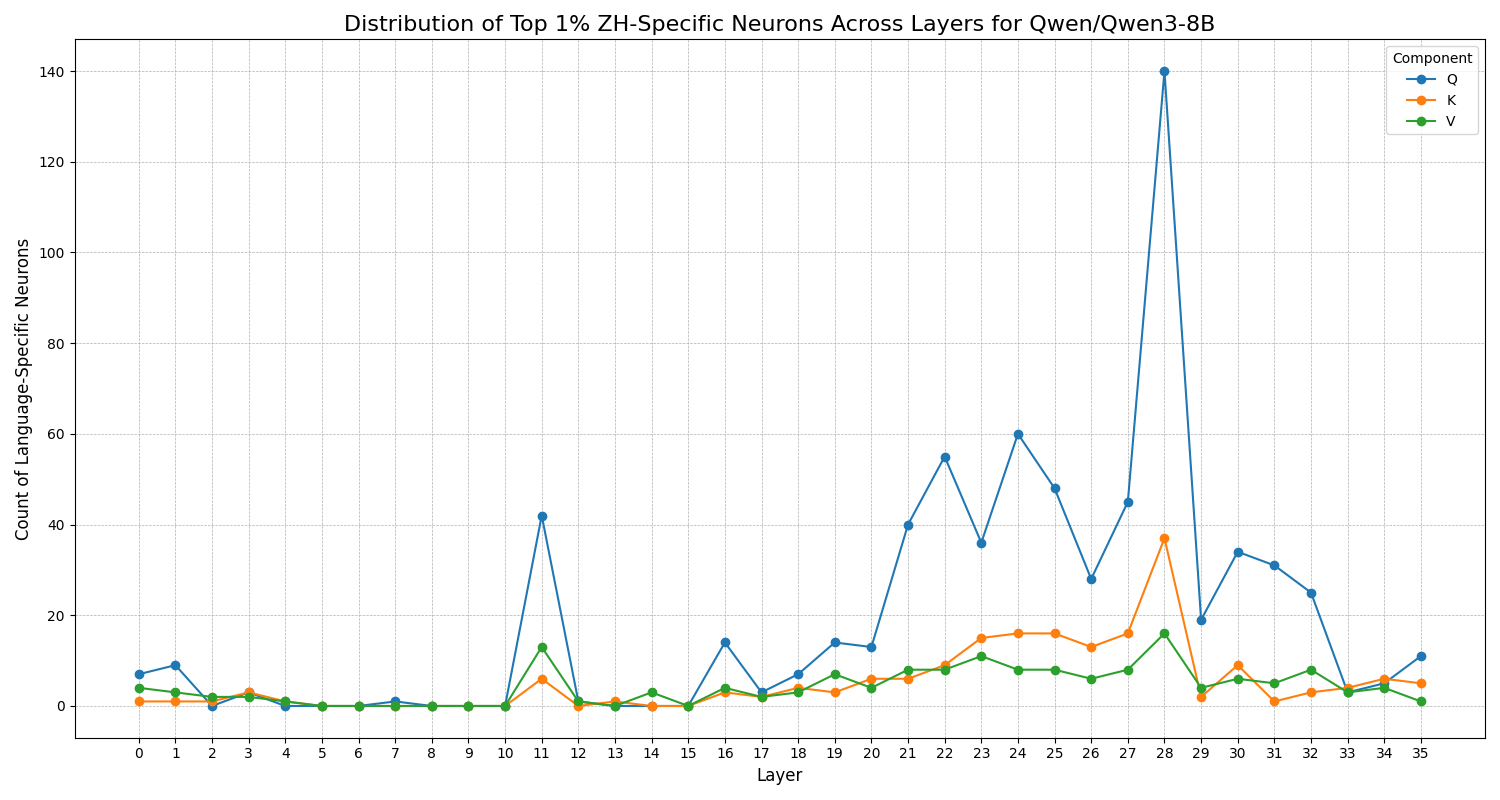 Distribution of Top 1% ZH-Specific Neurons Across Layers for Qwen/Qwen3-8B
Component
Q
K
V
Count of Language-Specific Neurons
140
120
100
80
60
40
20
0
0 1 2 3 4 5 6 7 8 9 10 11 12 13 14 15 16 17 18 19 20 21 22 23 24 25 26 27 28 29 30 31 32 33 34 35
Layer